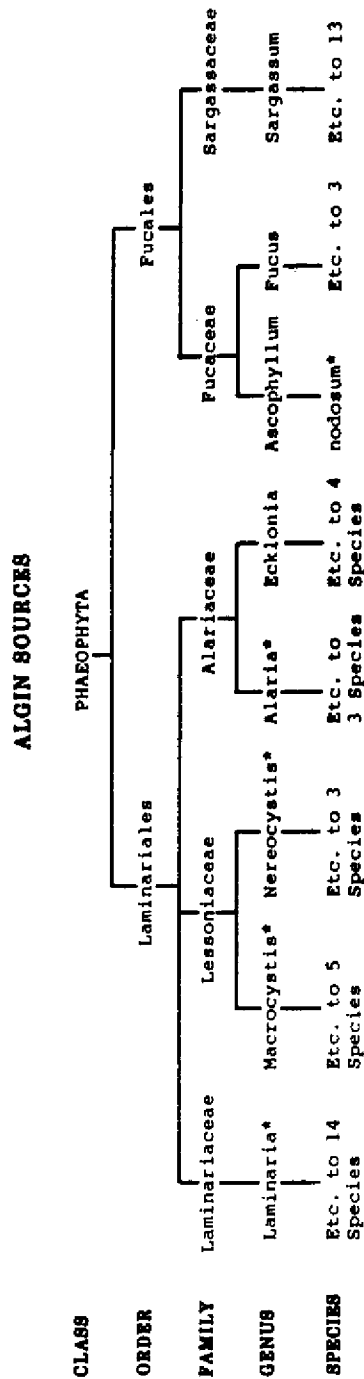 ALGIN SOURCES
CLASS PHAEOPHYTA
ORDER Laminariales Fucales
FAMILY Laminariaceae Lessoniaceae Alariaceae Fucaceae Sargassaceae
GENUS Laminaria* Macrocystis* Nereocystis* Alaria* Ecklonia Ascophyllum Fucus Sargassum
SPECIES Etc. to 14 Etc. to 5 Etc. to 3 Etc. to Etc. to 4 nodosum* Etc. to 3 Etc. to 13
Species Species Species 3 Species Species